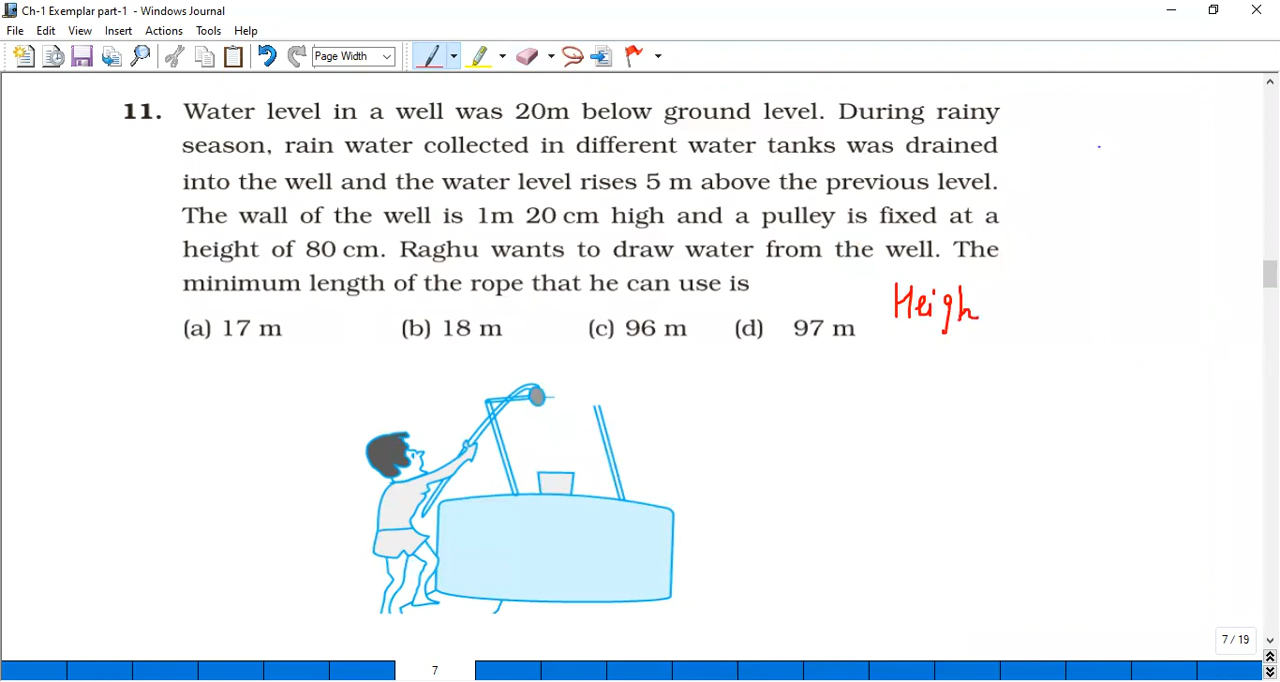 Ch-1 Exemplar part-1 - Windows Journal
File Edit View Insert Actions Tools Help
Page Width
11. Water level in a well was 20m below ground level. During rainy
season, rain water collected in different water tanks was drained
into the well and the water level rises 5 m above the previous level.
The wall of the well is 1m 20 cm high and a pulley is fixed at a
height of 80 cm. Raghu wants to draw water from the well. The
minimum length of the rope that he can use is
Heigh
(a) 17 m (b) 18 m (c) 96 m (d) 97 m
7 / 19
7